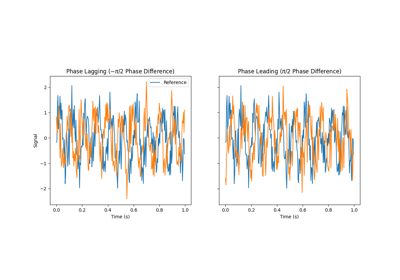 Phase Lagging (−π/2 Phase Difference)
Phase Leading (π/2 Phase Difference)
Reference
Signal
2
1
0
−1
−2
0.0 0.2 0.4 0.6 0.8 1.0
0.0 0.2 0.4 0.6 0.8 1.0
Time (s)
Time (s)